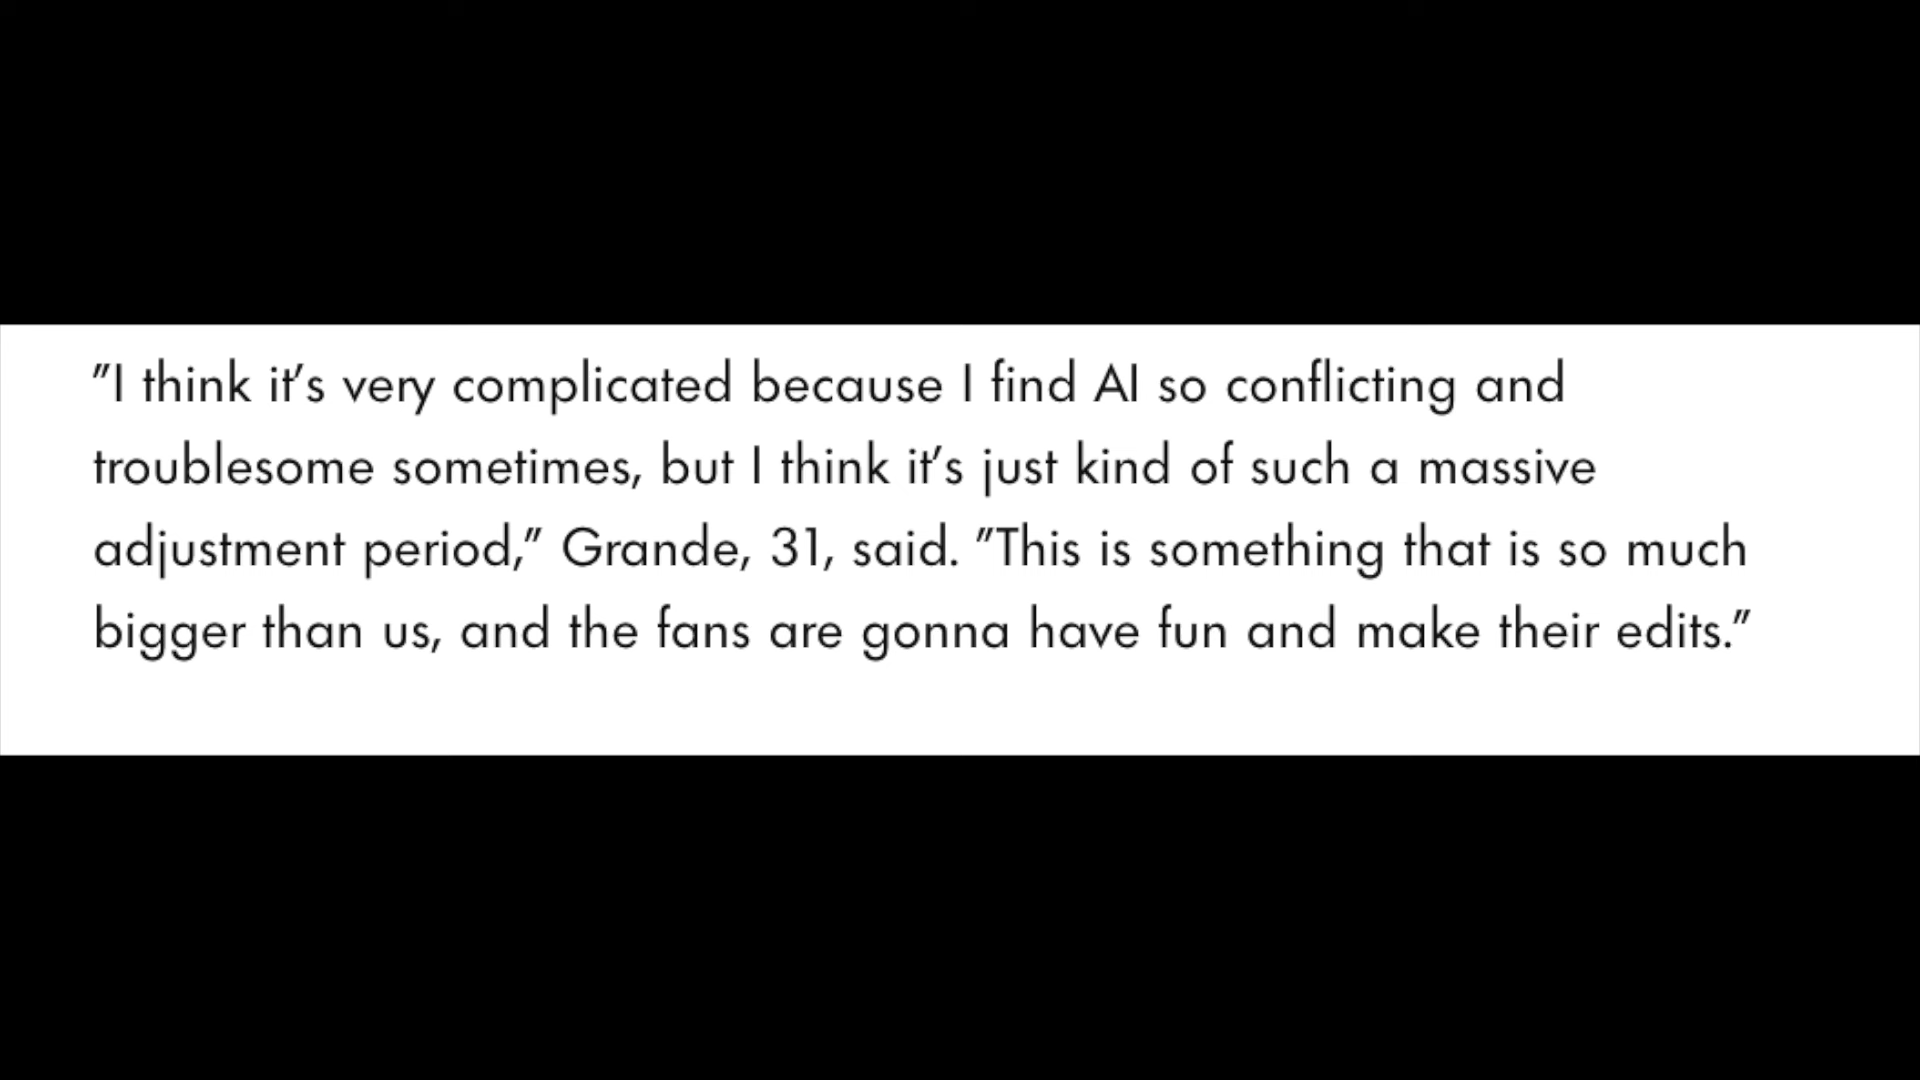 "I think it's very complicated because I find AI so conflicting and
troublesome sometimes, but I think it's just kind of such a massive
adjustment period," Grande, 31, said. "This is something that is so much
bigger than us, and the fans are gonna have fun and make their edits."